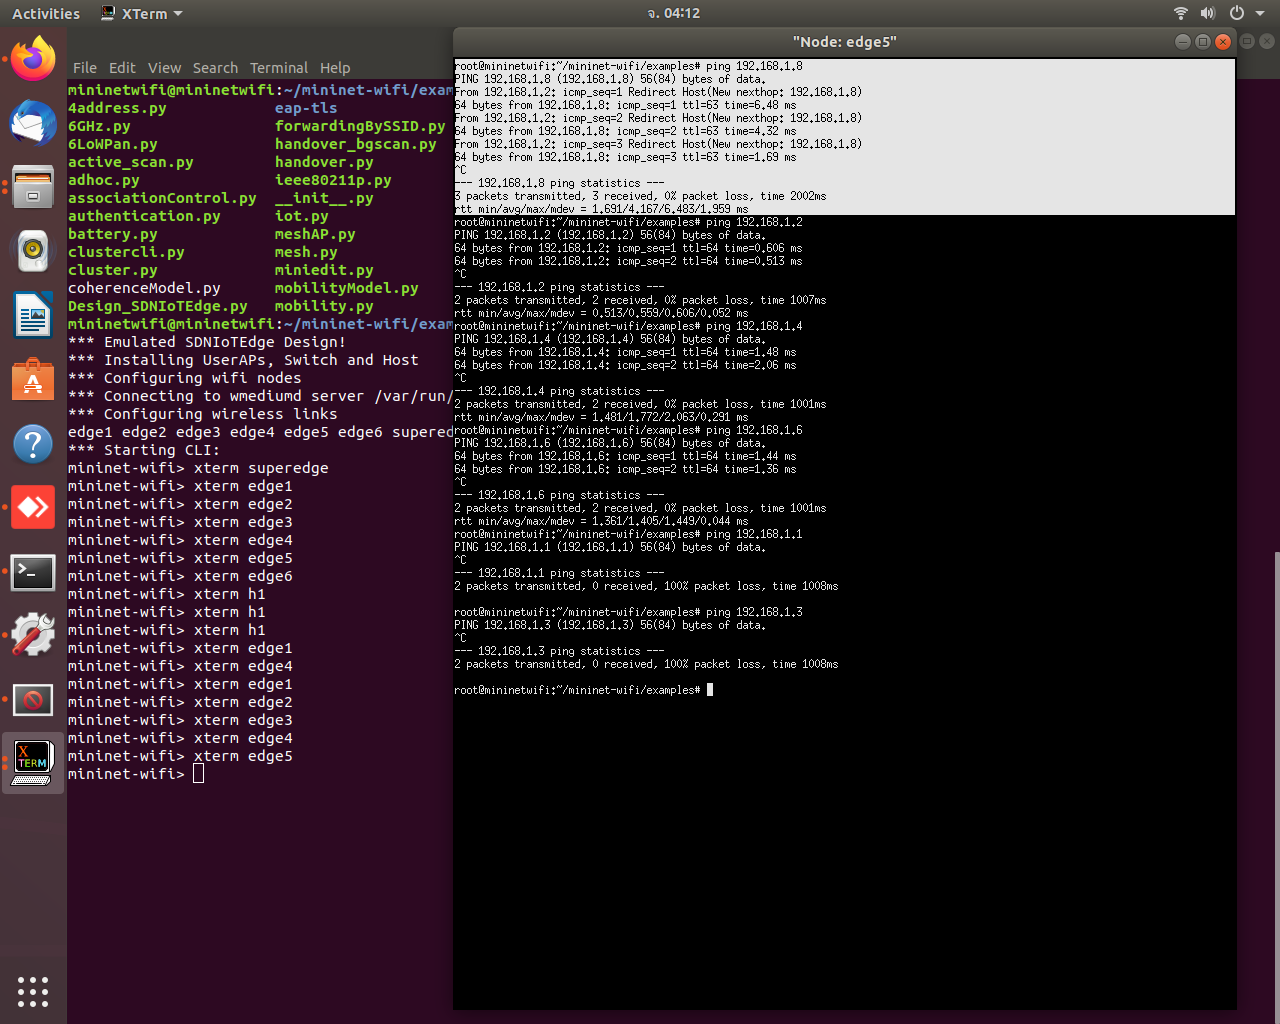 Activities
XTerm
จ. 04:12
"Node: edge5"
File Edit View Search Terminal Help
mininetwifi@mininetwifi:~/mininet-wifi/exam
4address.py eap-tls
6GHz.py forwardingBySSID.py
6LoWPan.py handover_bgscan.py
active_scan.py handover.py
adhoc.py ieee80211p.py
associationControl.py __init__.py
authentication.py iot.py
battery.py meshAP.py
clustercli.py mesh.py
cluster.py miniedit.py
coherenceModel.py mobilityModel.py
Design_SDNIoTEdge.py mobility.py
mininetwifi@mininetwifi:~/mininet-wifi/exam
*** Emulated SDNIoTEdge Design!
*** Installing UserAPs, Switch and Host
*** Configuring wifi nodes
*** Connecting to wmediumd server /var/run/
*** Configuring wireless links
edge1 edge2 edge3 edge4 edge5 edge6 supered
*** Starting CLI:
mininet-wifi> xterm superedge
mininet-wifi> xterm edge1
mininet-wifi> xterm edge2
mininet-wifi> xterm edge3
mininet-wifi> xterm edge4
mininet-wifi> xterm edge5
mininet-wifi> xterm edge6
mininet-wifi> xterm h1
mininet-wifi> xterm h1
mininet-wifi> xterm h1
mininet-wifi> xterm edge1
mininet-wifi> xterm edge4
mininet-wifi> xterm edge1
mininet-wifi> xterm edge2
mininet-wifi> xterm edge3
mininet-wifi> xterm edge4
mininet-wifi> xterm edge5
mininet-wifi>
root@mininetwifi:~/mininet-wifi/examples# ping 192.168.1.8
PING 192.168.1.8 (192.168.1.8) 56(84) bytes of data.
From 192.168.1.2: icmp_seq=1 Redirect Host(New nexthop: 192.168.1.8)
64 bytes from 192.168.1.8: icmp_seq=1 ttl=63 time=6.48 ms
From 192.168.1.2: icmp_seq=2 Redirect Host(New nexthop: 192.168.1.8)
64 bytes from 192.168.1.8: icmp_seq=2 ttl=63 time=4.32 ms
From 192.168.1.2: icmp_seq=3 Redirect Host(New nexthop: 192.168.1.8)
64 bytes from 192.168.1.8: icmp_seq=3 ttl=63 time=1.69 ms
^C
--- 192.168.1.8 ping statistics ---
3 packets transmitted, 3 received, 0% packet loss, time 2002ms
rtt min/avg/max/mdev = 1.691/4.167/6.483/1.959 ms
root@mininetwifi:~/mininet-wifi/examples# ping 192.168.1.2
PING 192.168.1.2 (192.168.1.2) 56(84) bytes of data.
64 bytes from 192.168.1.2: icmp_seq=1 ttl=64 time=0.606 ms
64 bytes from 192.168.1.2: icmp_seq=2 ttl=64 time=0.513 ms
^C
--- 192.168.1.2 ping statistics ---
2 packets transmitted, 2 received, 0% packet loss, time 1007ms
rtt min/avg/max/mdev = 0.513/0.559/0.606/0.052 ms
root@mininetwifi:~/mininet-wifi/examples# ping 192.168.1.4
PING 192.168.1.4 (192.168.1.4) 56(84) bytes of data.
64 bytes from 192.168.1.4: icmp_seq=1 ttl=64 time=1.48 ms
64 bytes from 192.168.1.4: icmp_seq=2 ttl=64 time=2.06 ms
^C
--- 192.168.1.4 ping statistics ---
2 packets transmitted, 2 received, 0% packet loss, time 1001ms
rtt min/avg/max/mdev = 1.481/1.772/2.063/0.291 ms
root@mininetwifi:~/mininet-wifi/examples# ping 192.168.1.6
PING 192.168.1.6 (192.168.1.6) 56(84) bytes of data.
64 bytes from 192.168.1.6: icmp_seq=1 ttl=64 time=1.44 ms
64 bytes from 192.168.1.6: icmp_seq=2 ttl=64 time=1.36 ms
^C
--- 192.168.1.6 ping statistics ---
2 packets transmitted, 2 received, 0% packet loss, time 1001ms
rtt min/avg/max/mdev = 1.361/1.405/1.449/0.044 ms
root@mininetwifi:~/mininet-wifi/examples# ping 192.168.1.1
PING 192.168.1.1 (192.168.1.1) 56(84) bytes of data.
^C
--- 192.168.1.1 ping statistics ---
2 packets transmitted, 0 received, 100% packet loss, time 1008ms
root@mininetwifi:~/mininet-wifi/examples# ping 192.168.1.3
PING 192.168.1.3 (192.168.1.3) 56(84) bytes of data.
^C
--- 192.168.1.3 ping statistics ---
2 packets transmitted, 0 received, 100% packet loss, time 1008ms
root@mininetwifi:~/mininet-wifi/examples#
X
TERM